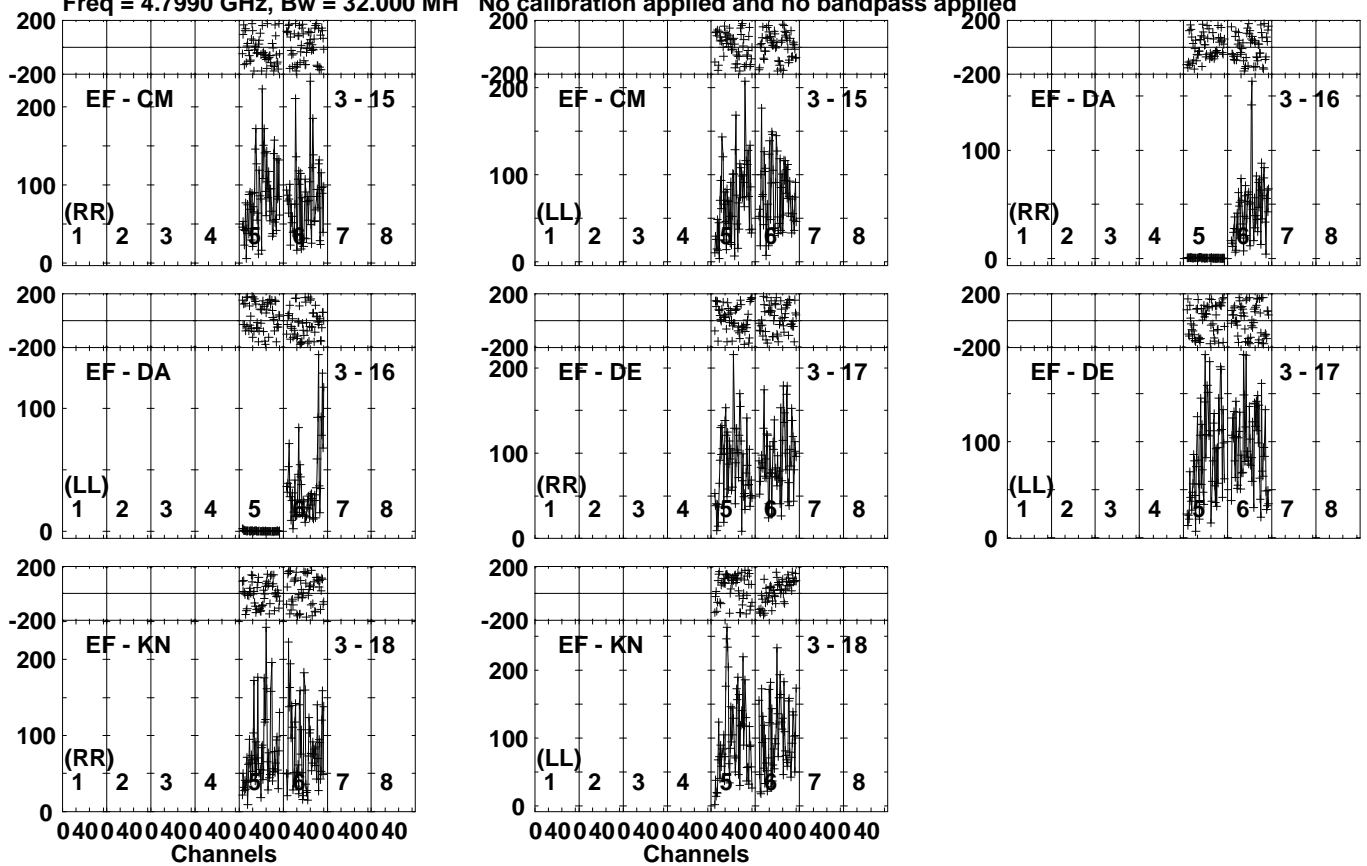 Freq = 4.7990 GHz, Bw = 32.000 MH No calibration applied and no bandpass applied
200
-200
200
100
0
EF - CM 3 - 15
(RR)
1 2 3 4 5 6 7 8
200
-200
200
100
0
EF - CM 3 - 15
(LL)
1 2 3 4 5 6 7 8
200
-200
100
0
EF - DA 3 - 16
(RR)
1 2 3 4 5 6 7 8
200
-200
100
0
EF - DA 3 - 16
(LL)
1 2 3 4 5 6 7 8
200
-200
200
100
0
EF - DE 3 - 17
(RR)
1 2 3 4 5 6 7 8
200
-200
100
0
EF - DE 3 - 17
(LL)
1 2 3 4 5 6 7 8
200
-200
200
100
0
EF - KN 3 - 18
(RR)
1 2 3 4 5 6 7 8
0 40 0 40 0 40 0 40 0 40 0 40 0 40 0 40
Channels
200
-200
200
100
0
EF - KN 3 - 18
(LL)
1 2 3 4 5 6 7 8
0 40 0 40 0 40 0 40 0 40 0 40 0 40 0 40
Channels